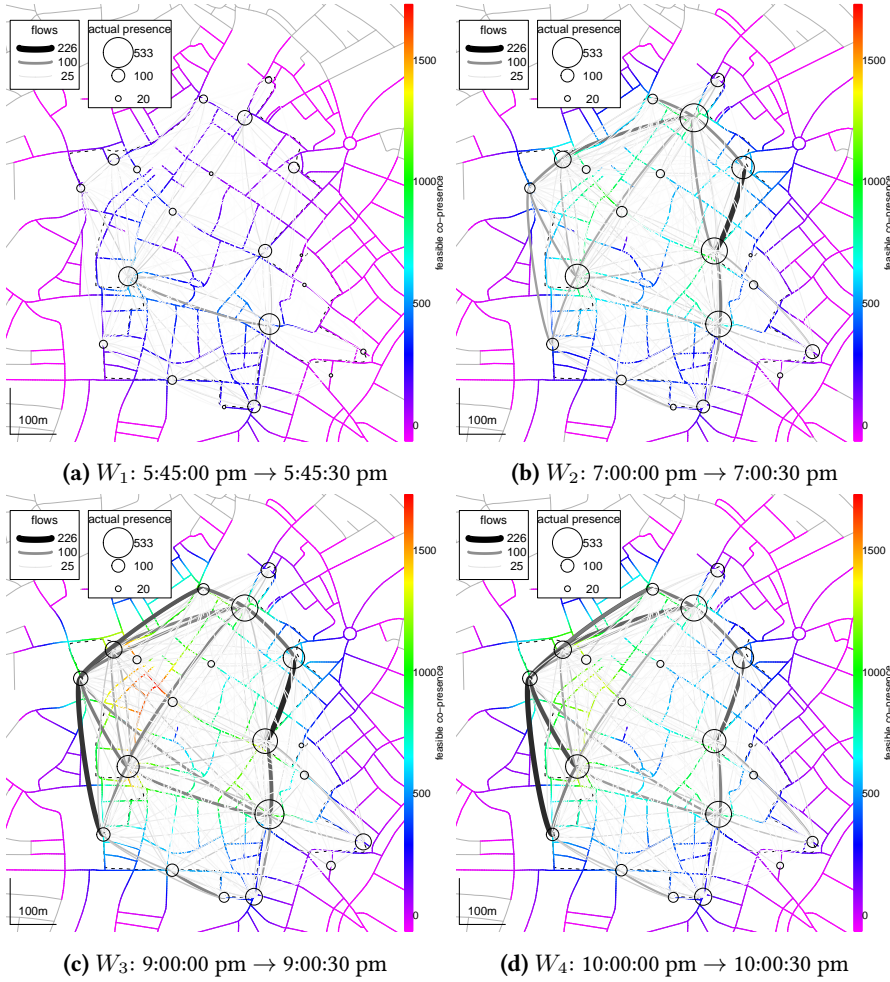 flows
226
100
25
actual presence
533
100
20
1500
1000
500
0
feasible co−presence
100m
(a) W1: 5:45:00 pm → 5:45:30 pm
flows
226
100
25
actual presence
533
100
20
1500
1000
500
0
feasible co−presence
100m
(b) W2: 7:00:00 pm → 7:00:30 pm
flows
226
100
25
actual presence
533
100
20
1500
1000
500
0
feasible co−presence
100m
(c) W3: 9:00:00 pm → 9:00:30 pm
flows
226
100
25
actual presence
533
100
20
1500
1000
500
0
feasible co−presence
100m
(d) W4: 10:00:00 pm → 10:00:30 pm